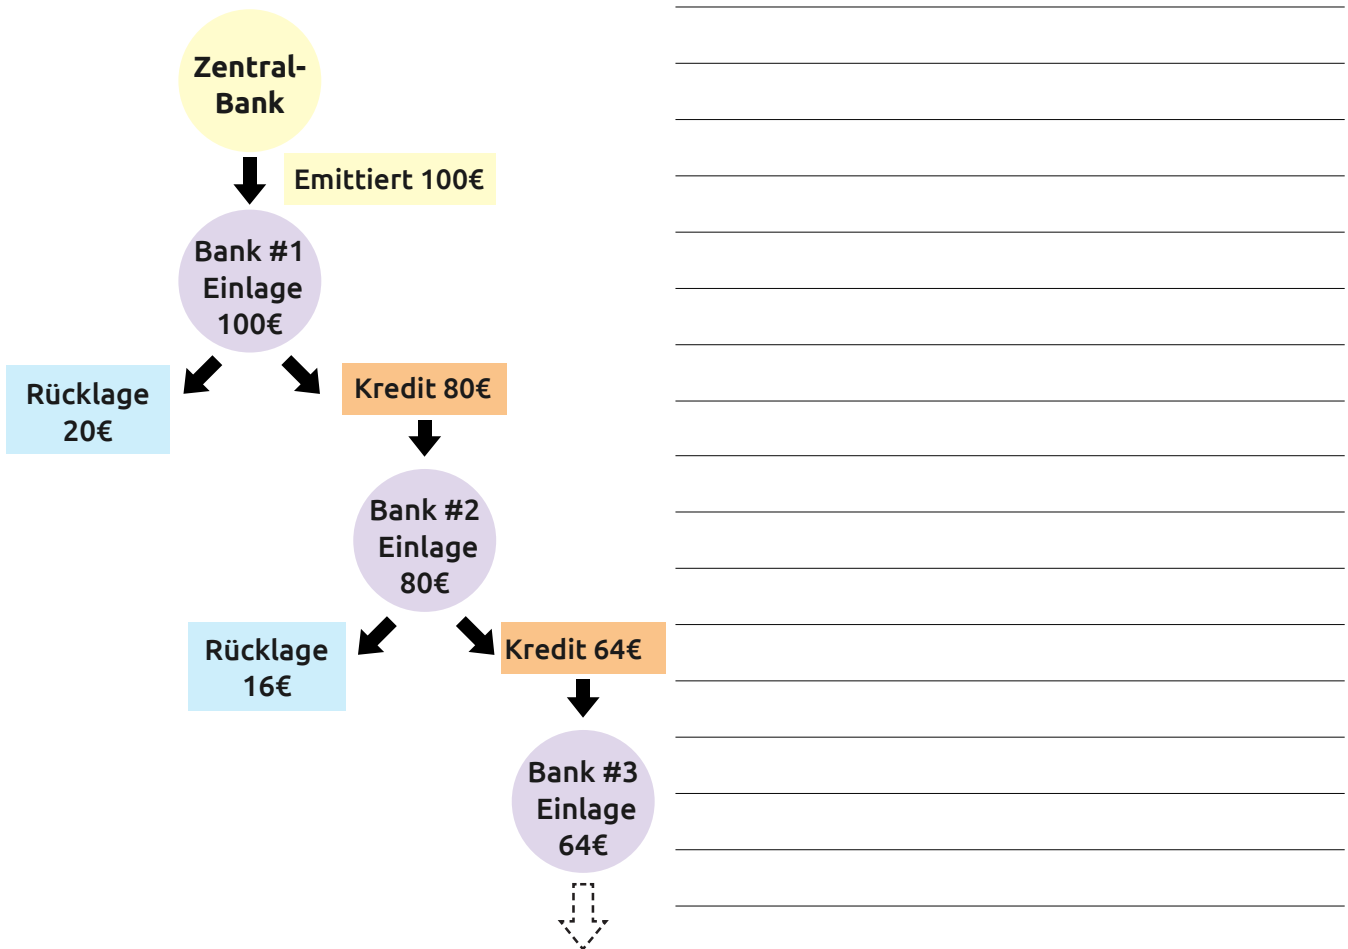 Zentral-
Bank
Emittiert 100€
Bank #1
Einlage
100€
Rücklage
20€
Kredit 80€
Bank #2
Einlage
80€
Rücklage
16€
Kredit 64€
Bank #3
Einlage
64€